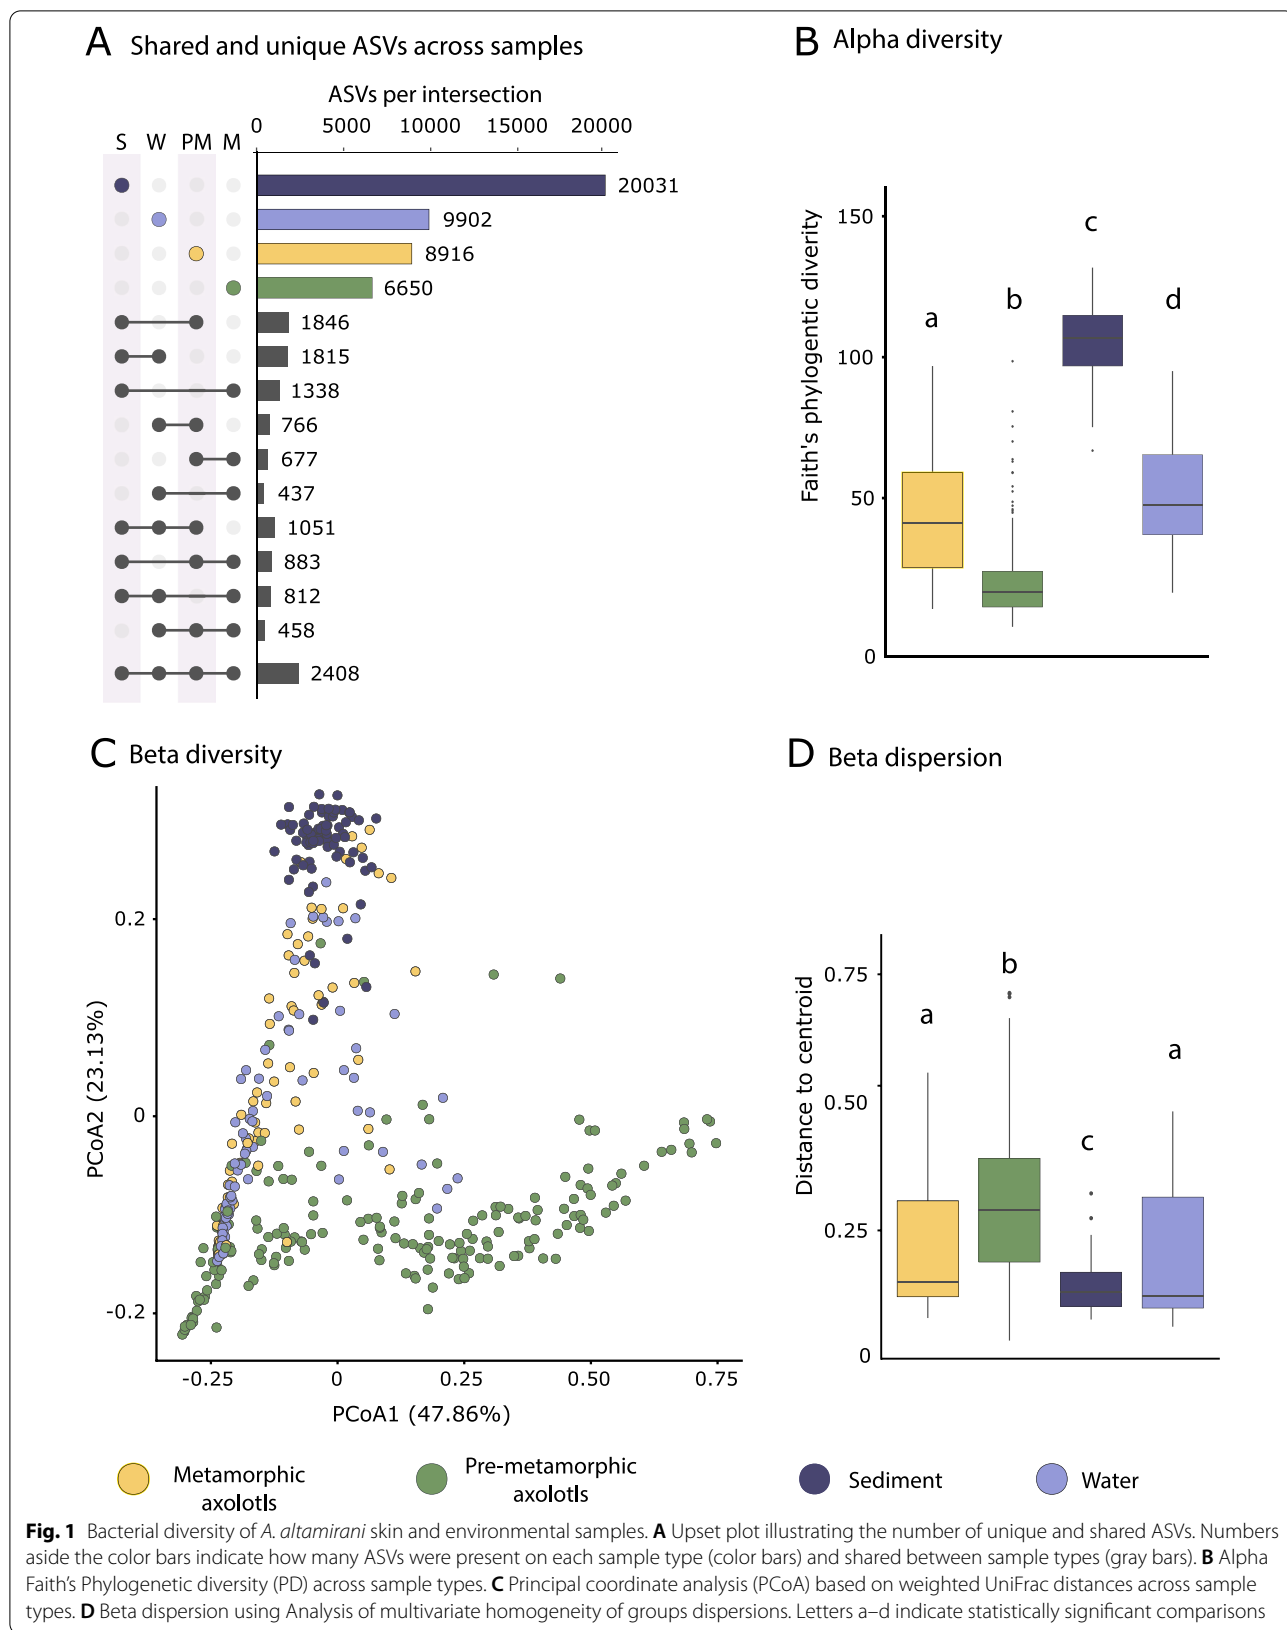 A Shared and unique ASVs across samples
ASVs per intersection
0 5000 10000 15000 20000
S W PM M
20031
9902
8916
6650
1846
1815
1338
766
677
437
1051
883
812
458
2408
B Alpha diversity
Faith's phylogentic diverity
150
100
50
0
a b c d
C Beta diversity
PCoA2 (23.13%)
0.2
0
-0.2
-0.25 0 0.25 0.50 0.75
PCoA1 (47.86%)
D Beta dispersion
Distance to centroid
0.75
0.50
0.25
0
a b c a
Metamorphic
axolotls
Pre-metamorphic
axolotls
Sediment
Water
Fig. 1 Bacterial diversity of A. altamirani skin and environmental samples. A Upset plot illustrating the number of unique and shared ASVs. Numbers
aside the color bars indicate how many ASVs were present on each sample type (color bars) and shared between sample types (gray bars). B Alpha
Faith's Phylogenetic diversity (PD) across sample types. C Principal coordinate analysis (PCoA) based on weighted UniFrac distances across sample
types. D Beta dispersion using Analysis of multivariate homogeneity of groups dispersions. Letters a–d indicate statistically significant comparisons